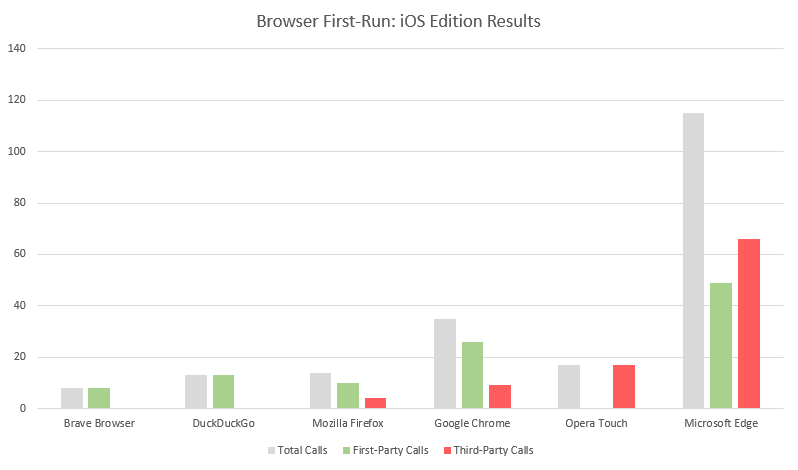 Browser First-Run: iOS Edition Results
140
120
100
80
60
40
20
0
Brave Browser DuckDuckGo Mozilla Firefox Google Chrome Opera Touch Microsoft Edge
Total Calls First-Party Calls Third-Party Calls